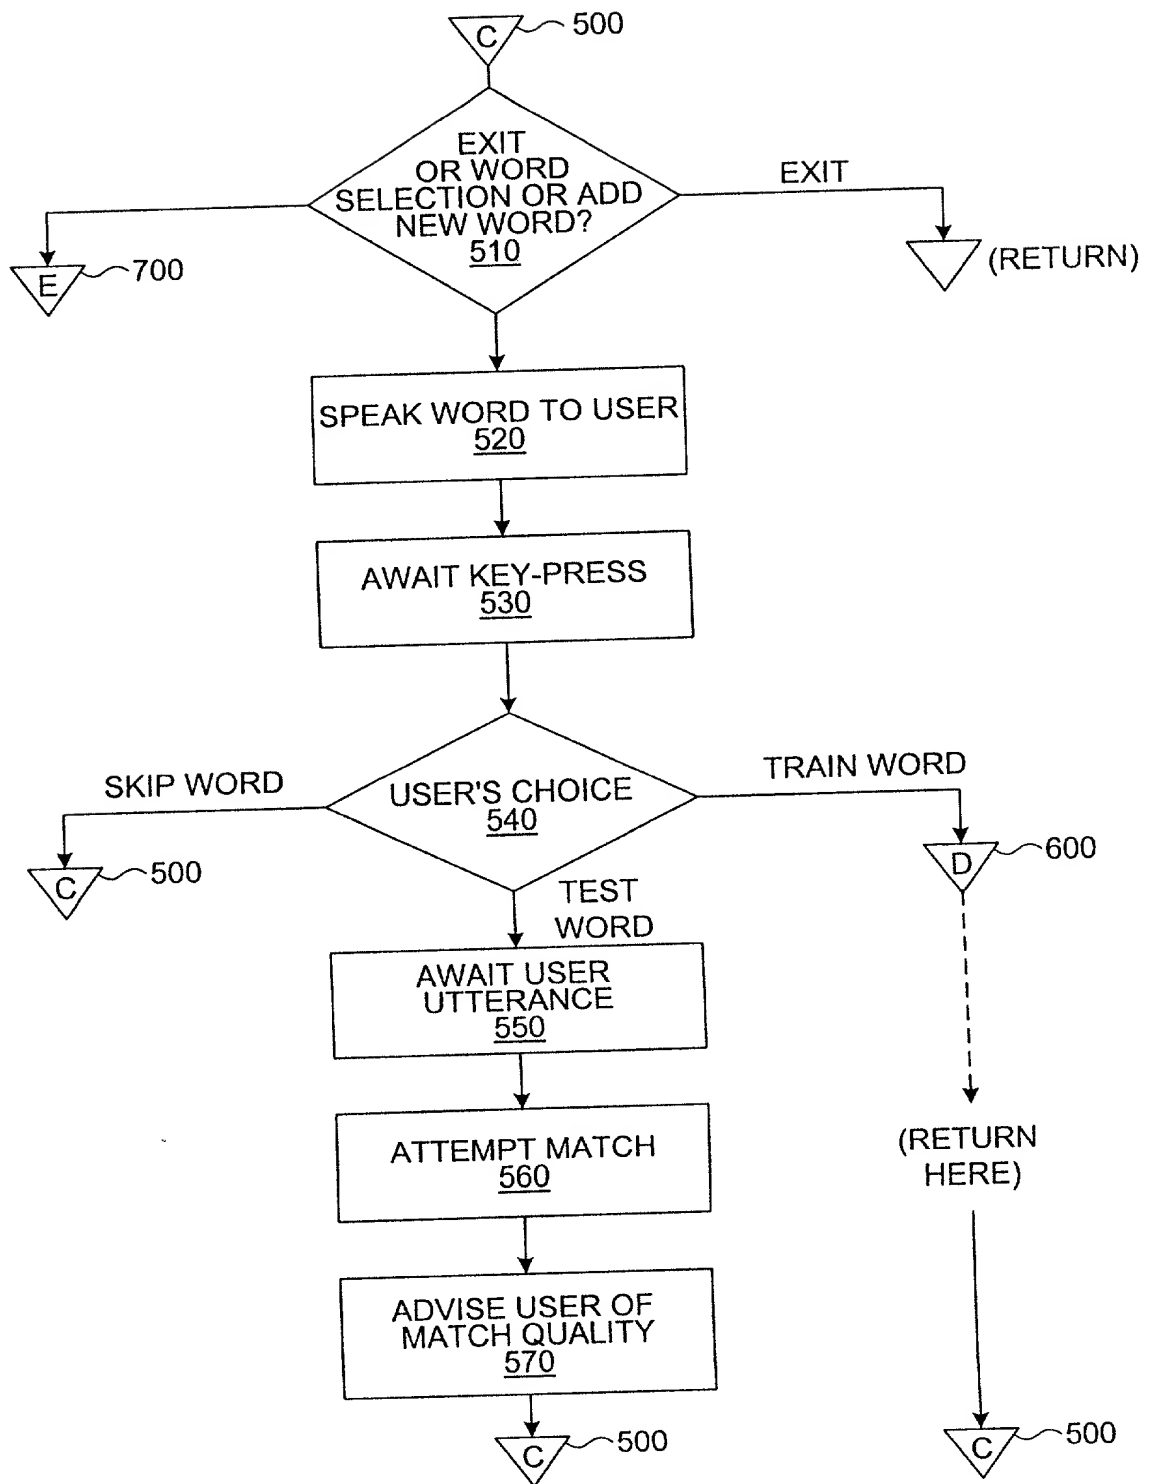 C
500
EXIT
OR WORD
SELECTION OR ADD
NEW WORD?
510
EXIT
E
700
(RETURN)
SPEAK WORD TO USER
520
AWAIT KEY-PRESS
530
SKIP WORD
USER'S CHOICE
540
TRAIN WORD
C
500
D
600
TEST
WORD
AWAIT USER
UTTERANCE
550
ATTEMPT MATCH
560
(RETURN
HERE)
ADVISE USER OF
MATCH QUALITY
570
C
500
C
500